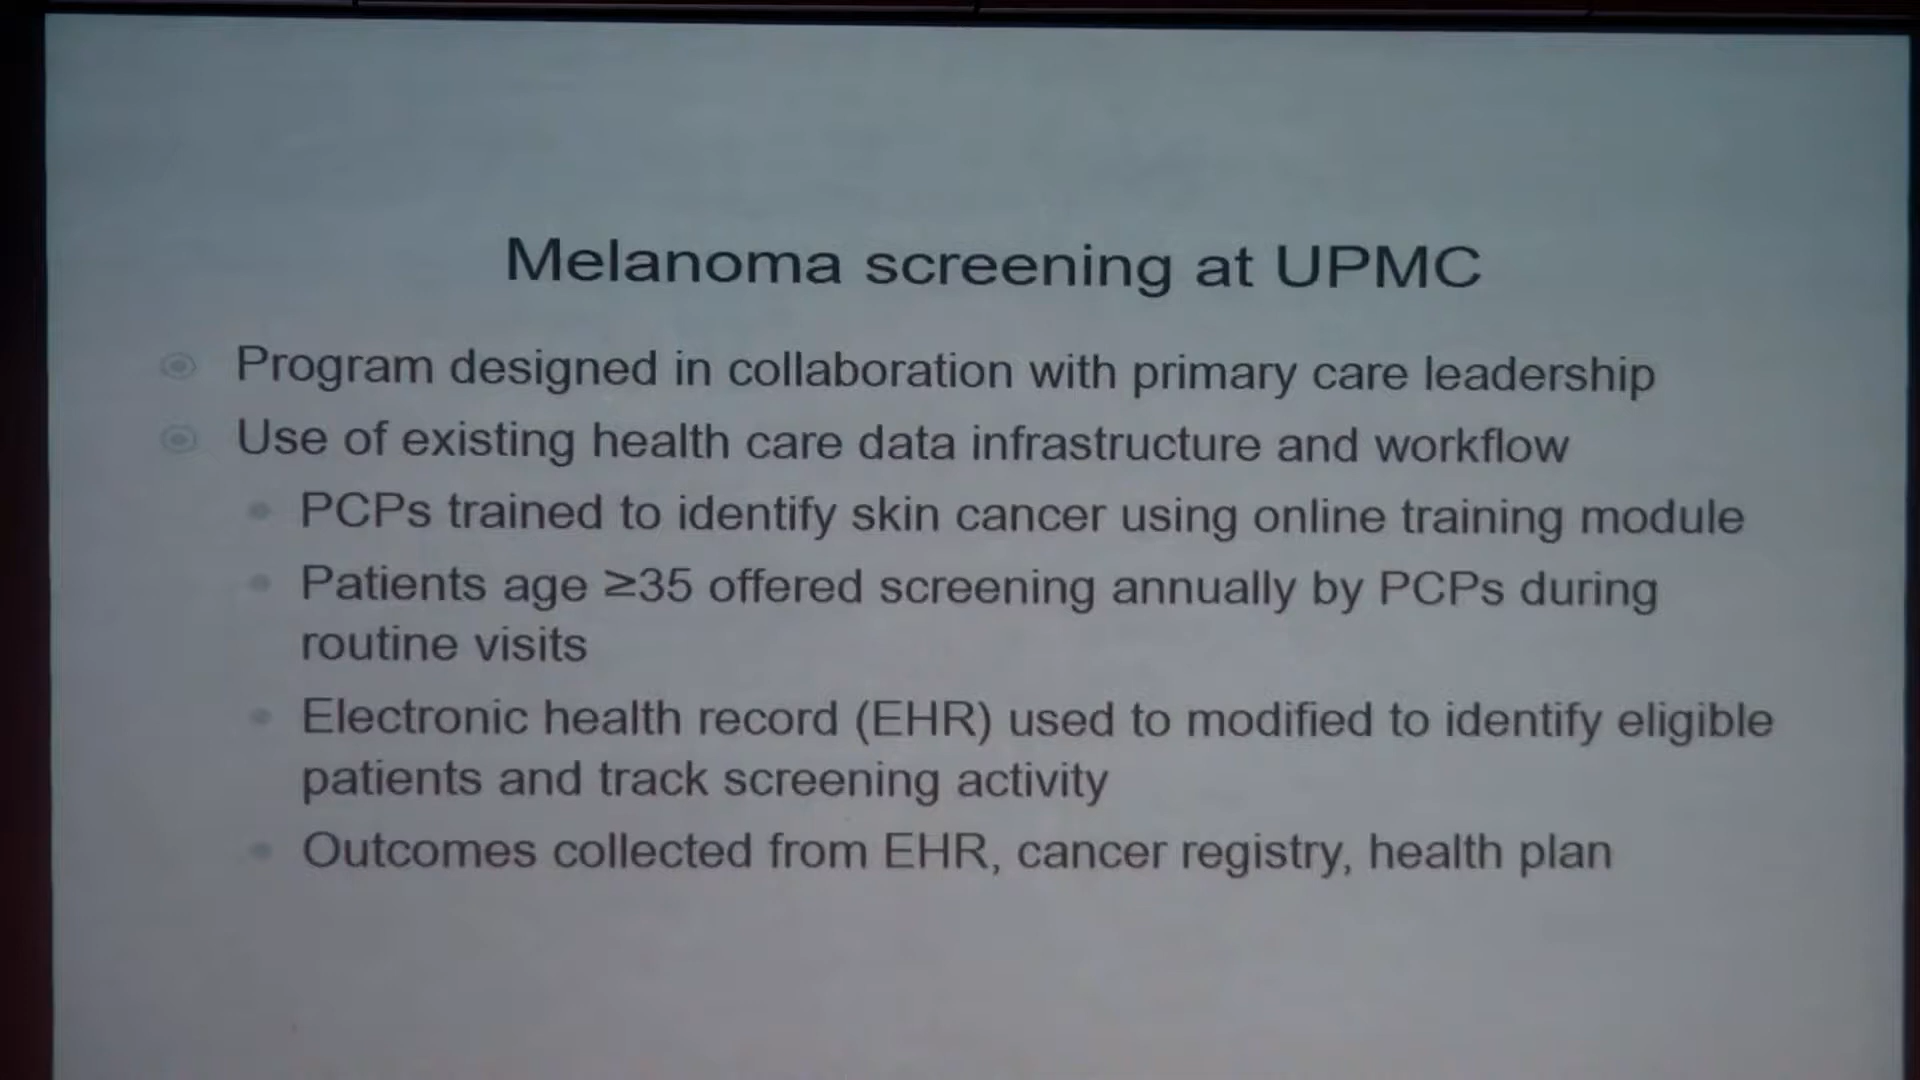 Melanoma screening at UPMC
Program designed in collaboration with primary care leadership
Use of existing health care data infrastructure and workflow
PCPs trained to identify skin cancer using online training module
Patients age ≥35 offered screening annually by PCPs during
routine visits
Electronic health record (EHR) used to modified to identify eligible
patients and track screening activity
Outcomes collected from EHR, cancer registry, health plan